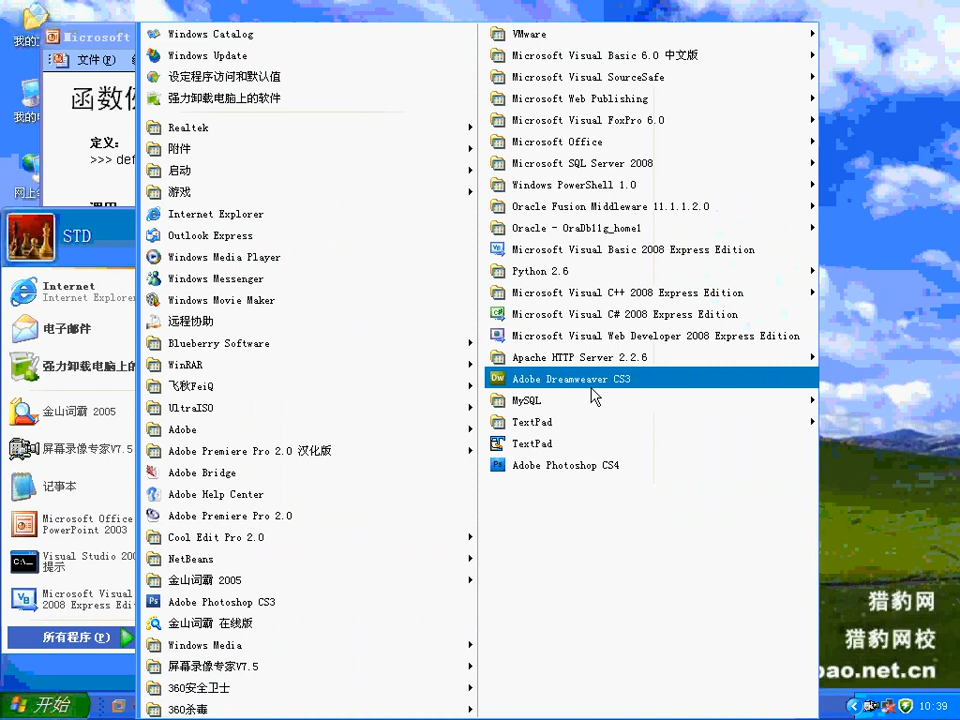 我的
Microsoft
文件(F)
函数
我的
定义:
>>> def
网上
STD
Internet
Internet Explorer
电子邮件
强力卸载电脑上的
金山词霸 2005
屏幕录像专家V7.5
记事本
Microsoft Office
PowerPoint 2003
Visual Studio 200
提示
Microsoft Visual
2008 Express Edi
所有程序(P)
开始
Windows Catalog
Windows Update
设定程序访问和默认值
强力卸载电脑上的软件
Realtek
附件
启动
游戏
Internet Explorer
Outlook Express
Windows Media Player
Windows Messenger
Windows Movie Maker
远程协助
Blueberry Software
WinRAR
飞秋FeiQ
UltraISO
Adobe
Adobe Premiere Pro 2.0 汉化版
Adobe Bridge
Adobe Help Center
Adobe Premiere Pro 2.0
Cool Edit Pro 2.0
NetBeans
金山词霸 2005
Adobe Photoshop CS3
金山词霸 在线版
Windows Media
屏幕录像专家V7.5
360安全卫士
360杀毒
VMware
Microsoft Visual Basic 6.0 中文版
Microsoft Visual SourceSafe
Microsoft Web Publishing
Microsoft Visual FoxPro 6.0
Microsoft Office
Microsoft SQL Server 2008
Windows PowerShell 1.0
Oracle Fusion Middleware 11.1.1.2.0
Oracle - OraDb11g_home1
Microsoft Visual Basic 2008 Express Edition
Python 2.6
Microsoft Visual C++ 2008 Express Edition
Microsoft Visual C# 2008 Express Edition
Microsoft Visual Web Developer 2008 Express Edition
Apache HTTP Server 2.2.6
Adobe Dreamweaver CS3
MySQL
TextPad
TextPad
Adobe Photoshop CS4
猎豹网
猎豹网校
bao.net.cn
10:39